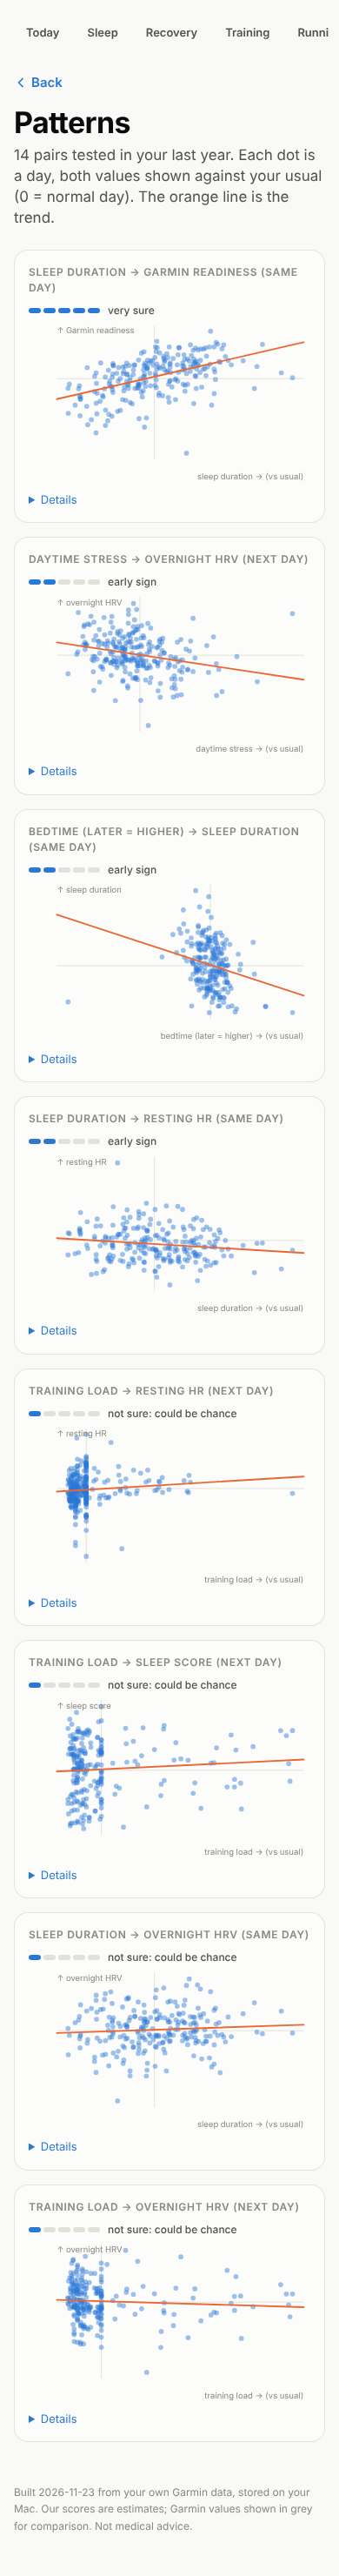 Today Sleep Recovery Training Runni
Back
Patterns
14 pairs tested in your last year. Each dot is
a day, both values shown against your usual
(0 = normal day). The orange line is the
trend.
SLEEP DURATION → GARMIN READINESS (SAME
DAY)
very sure
↑ Garmin readiness
sleep duration → (vs usual)
Details
DAYTIME STRESS → OVERNIGHT HRV (NEXT DAY)
early sign
↑ overnight HRV
daytime stress → (vs usual)
Details
BEDTIME (LATER = HIGHER) → SLEEP DURATION
(SAME DAY)
early sign
↑ sleep duration
bedtime (later = higher) → (vs usual)
Details
SLEEP DURATION → RESTING HR (SAME DAY)
early sign
↑ resting HR
sleep duration → (vs usual)
Details
TRAINING LOAD → RESTING HR (NEXT DAY)
not sure: could be chance
↑ resting HR
training load → (vs usual)
Details
TRAINING LOAD → SLEEP SCORE (NEXT DAY)
not sure: could be chance
↑ sleep score
training load → (vs usual)
Details
SLEEP DURATION → OVERNIGHT HRV (SAME DAY)
not sure: could be chance
↑ overnight HRV
sleep duration → (vs usual)
Details
TRAINING LOAD → OVERNIGHT HRV (NEXT DAY)
not sure: could be chance
↑ overnight HRV
training load → (vs usual)
Details
Built 2026-11-23 from your own Garmin data, stored on your
Mac. Our scores are estimates; Garmin values shown in grey
for comparison. Not medical advice.